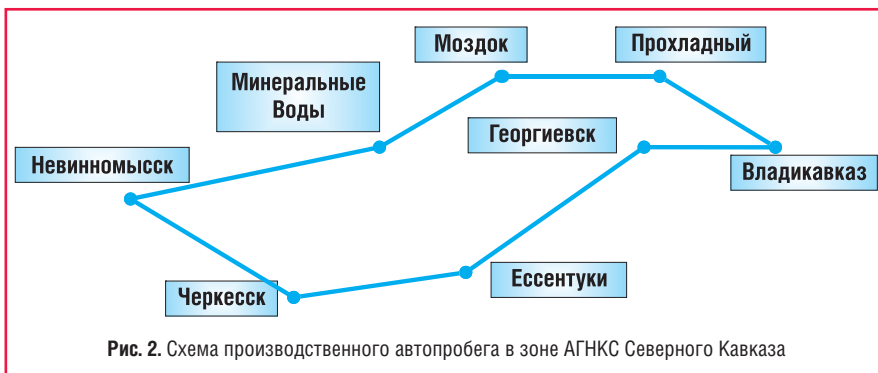 Моздок
Прохладный
Минеральные
Воды
Георгиевск
Невинномысск
Владикавказ
Ессентуки
Черкесск
Рис. 2. Схема производственного автопробега в зоне АГНКС Северного Кавказа